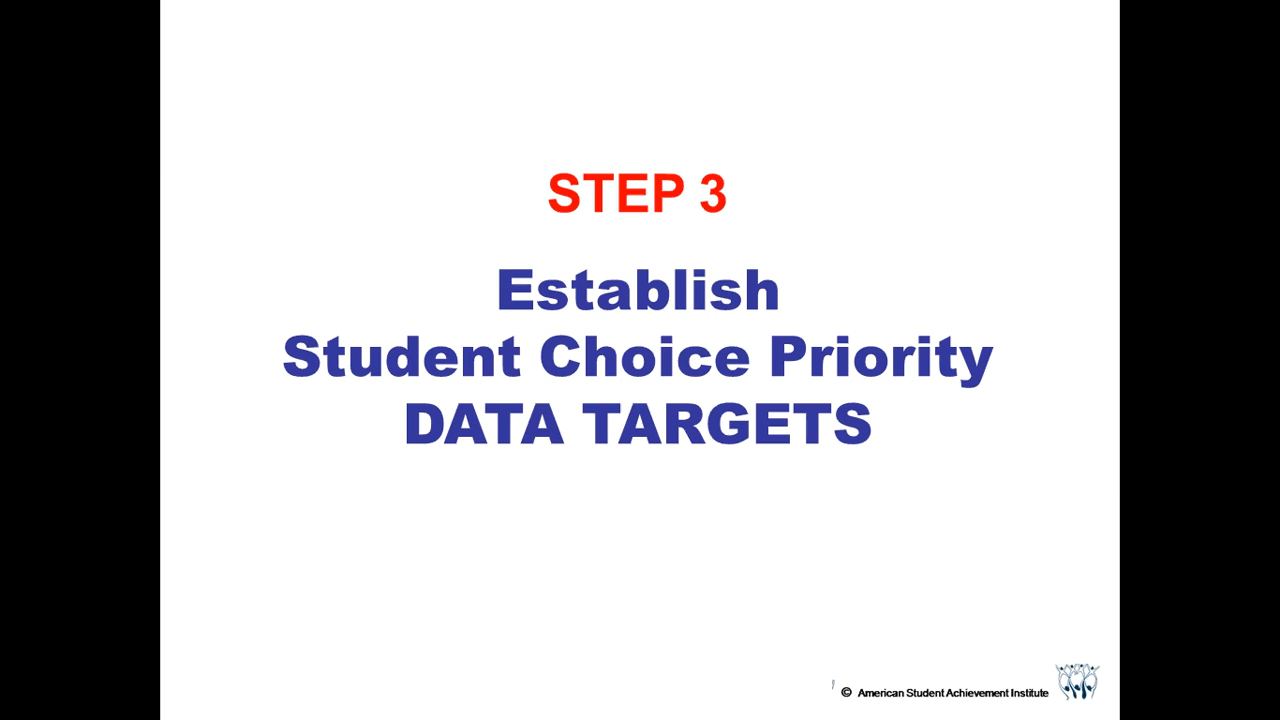 STEP 3
Establish
Student Choice Priority
DATA TARGETS
© American Student Achievement Institute